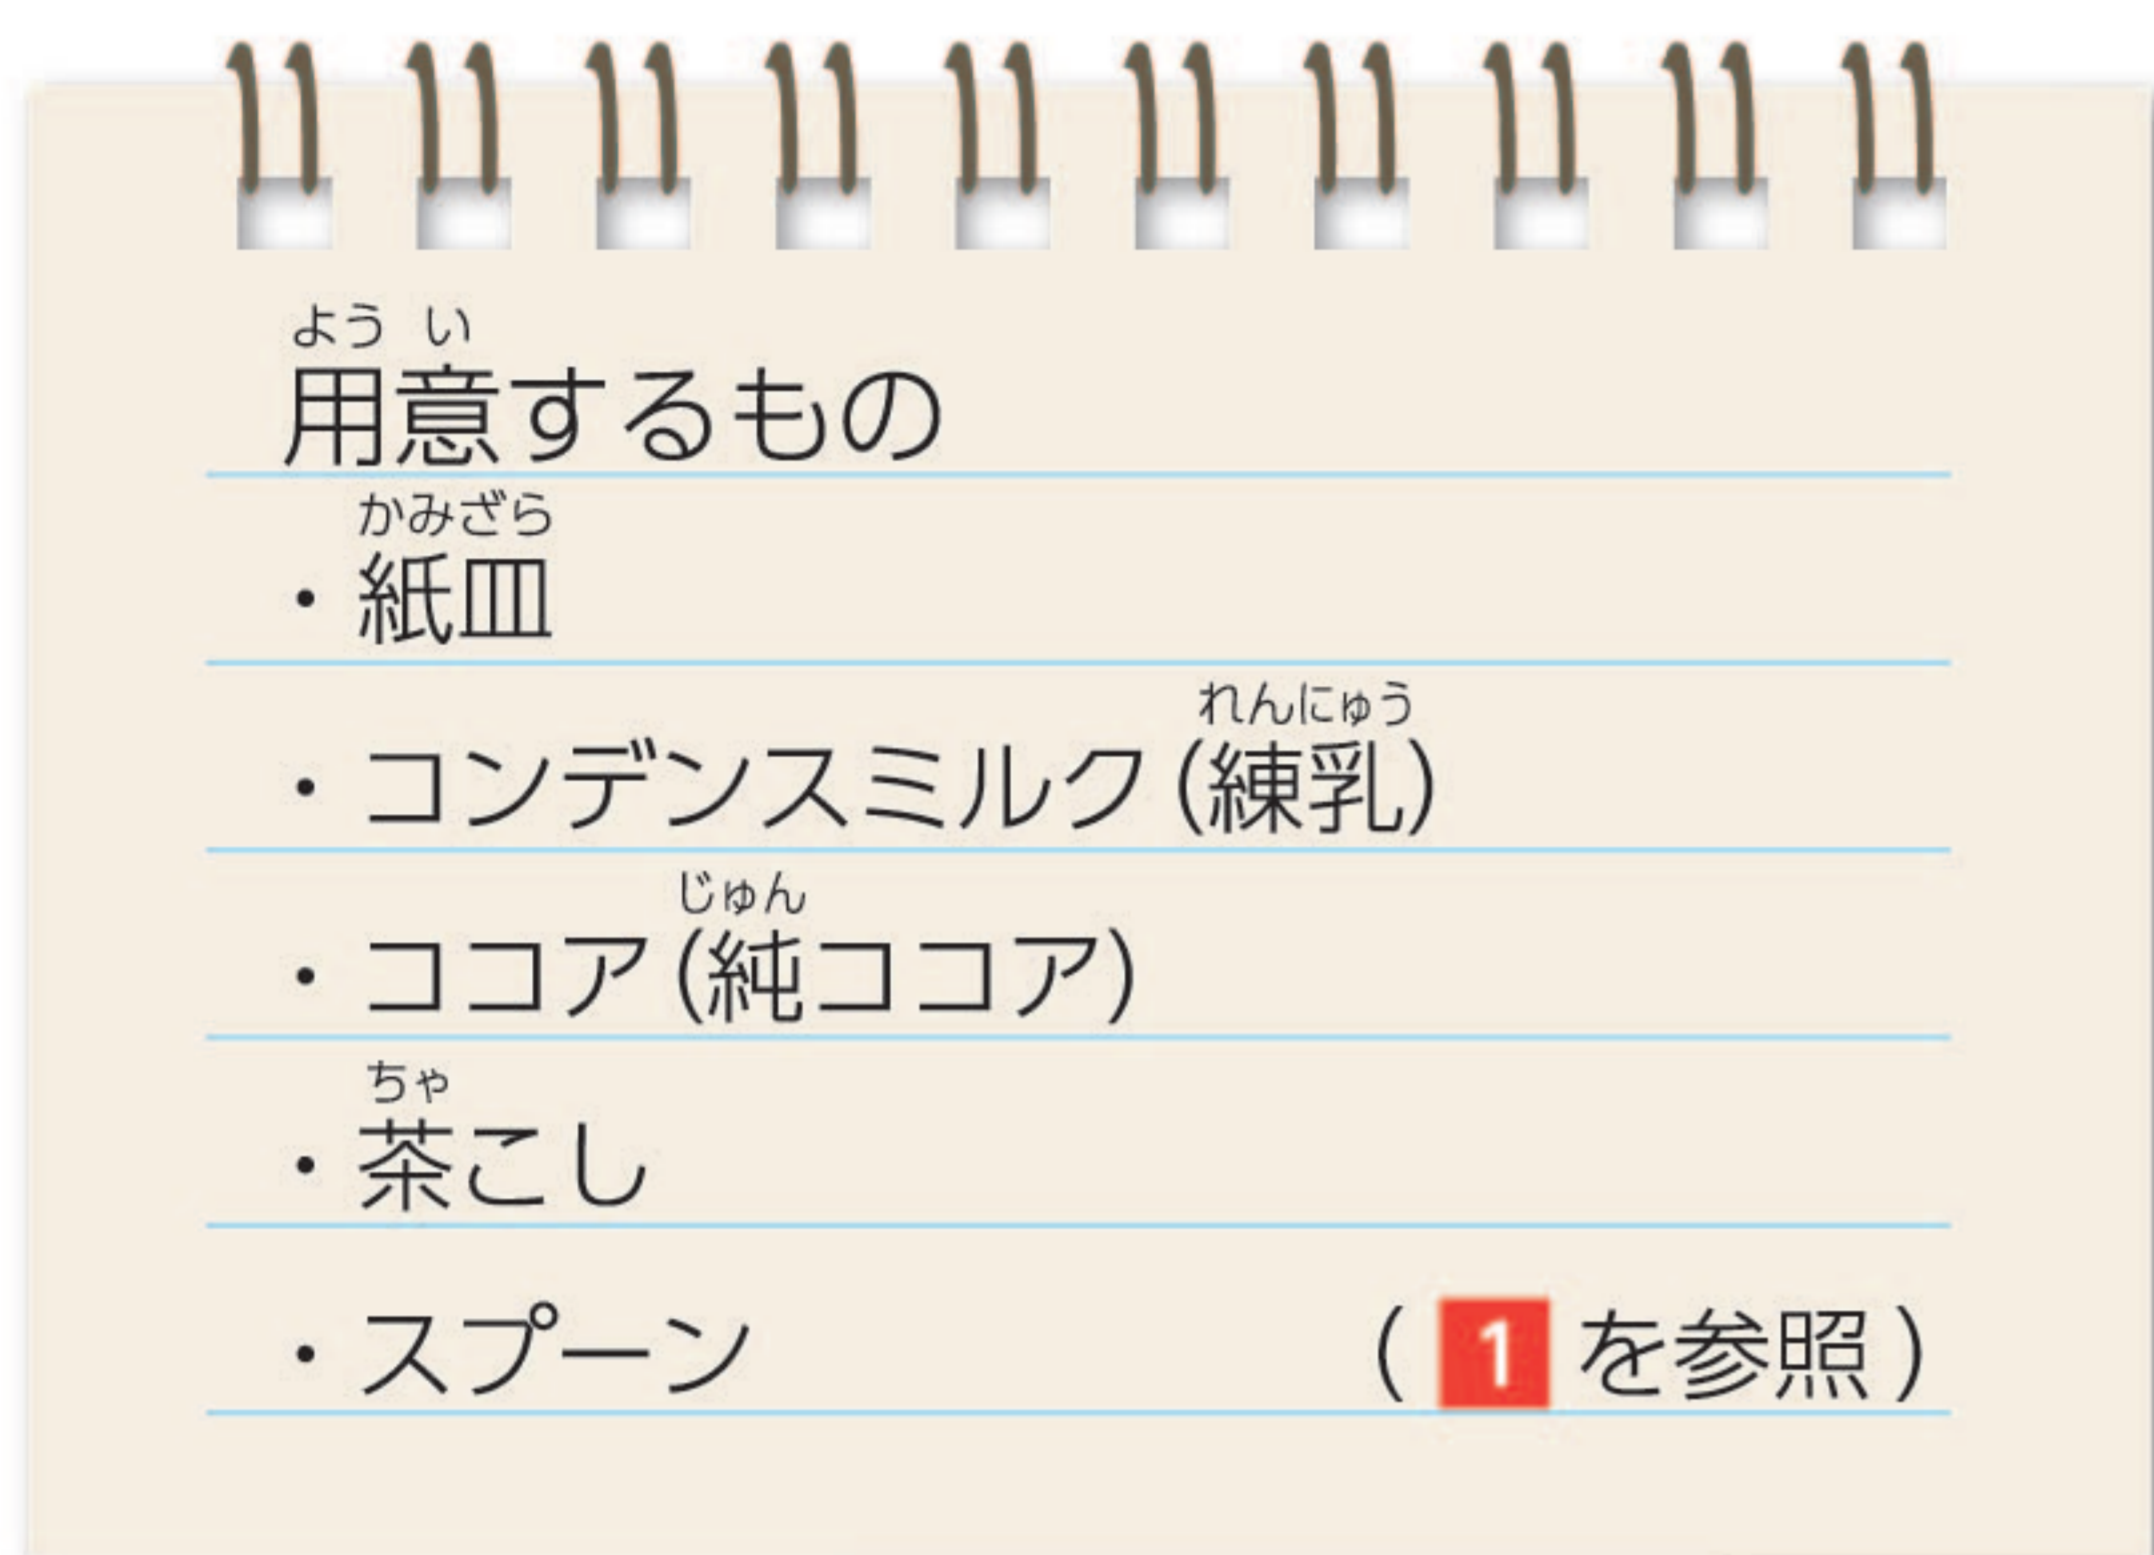 よう い
用意するもの
かみざら
・紙皿
れんにゅう
・コンデンスミルク(練乳)
じゅん
・ココア(純ココア)
ちゃ
・茶こし
・スプーン (1を参照)